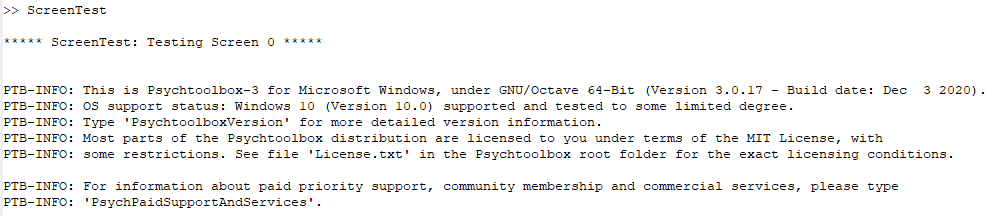 >> ScreenTest
***** ScreenTest: Testing Screen 0 *****
PTB-INFO: This is Psychtoolbox-3 for Microsoft Windows, under GNU/Octave 64-Bit (Version 3.0.17 - Build date: Dec  3 2020).
PTB-INFO: OS support status: Windows 10 (Version 10.0) supported and tested to some limited degree.
PTB-INFO: Type 'PsychtoolboxVersion' for more detailed version information.
PTB-INFO: Most parts of the Psychtoolbox distribution are licensed to you under terms of the MIT License, with
PTB-INFO: some restrictions. See file 'License.txt' in the Psychtoolbox root folder for the exact licensing conditions.
PTB-INFO: For information about paid priority support, community membership and commercial services, please type
PTB-INFO: 'PsychPaidSupportAndServices'.